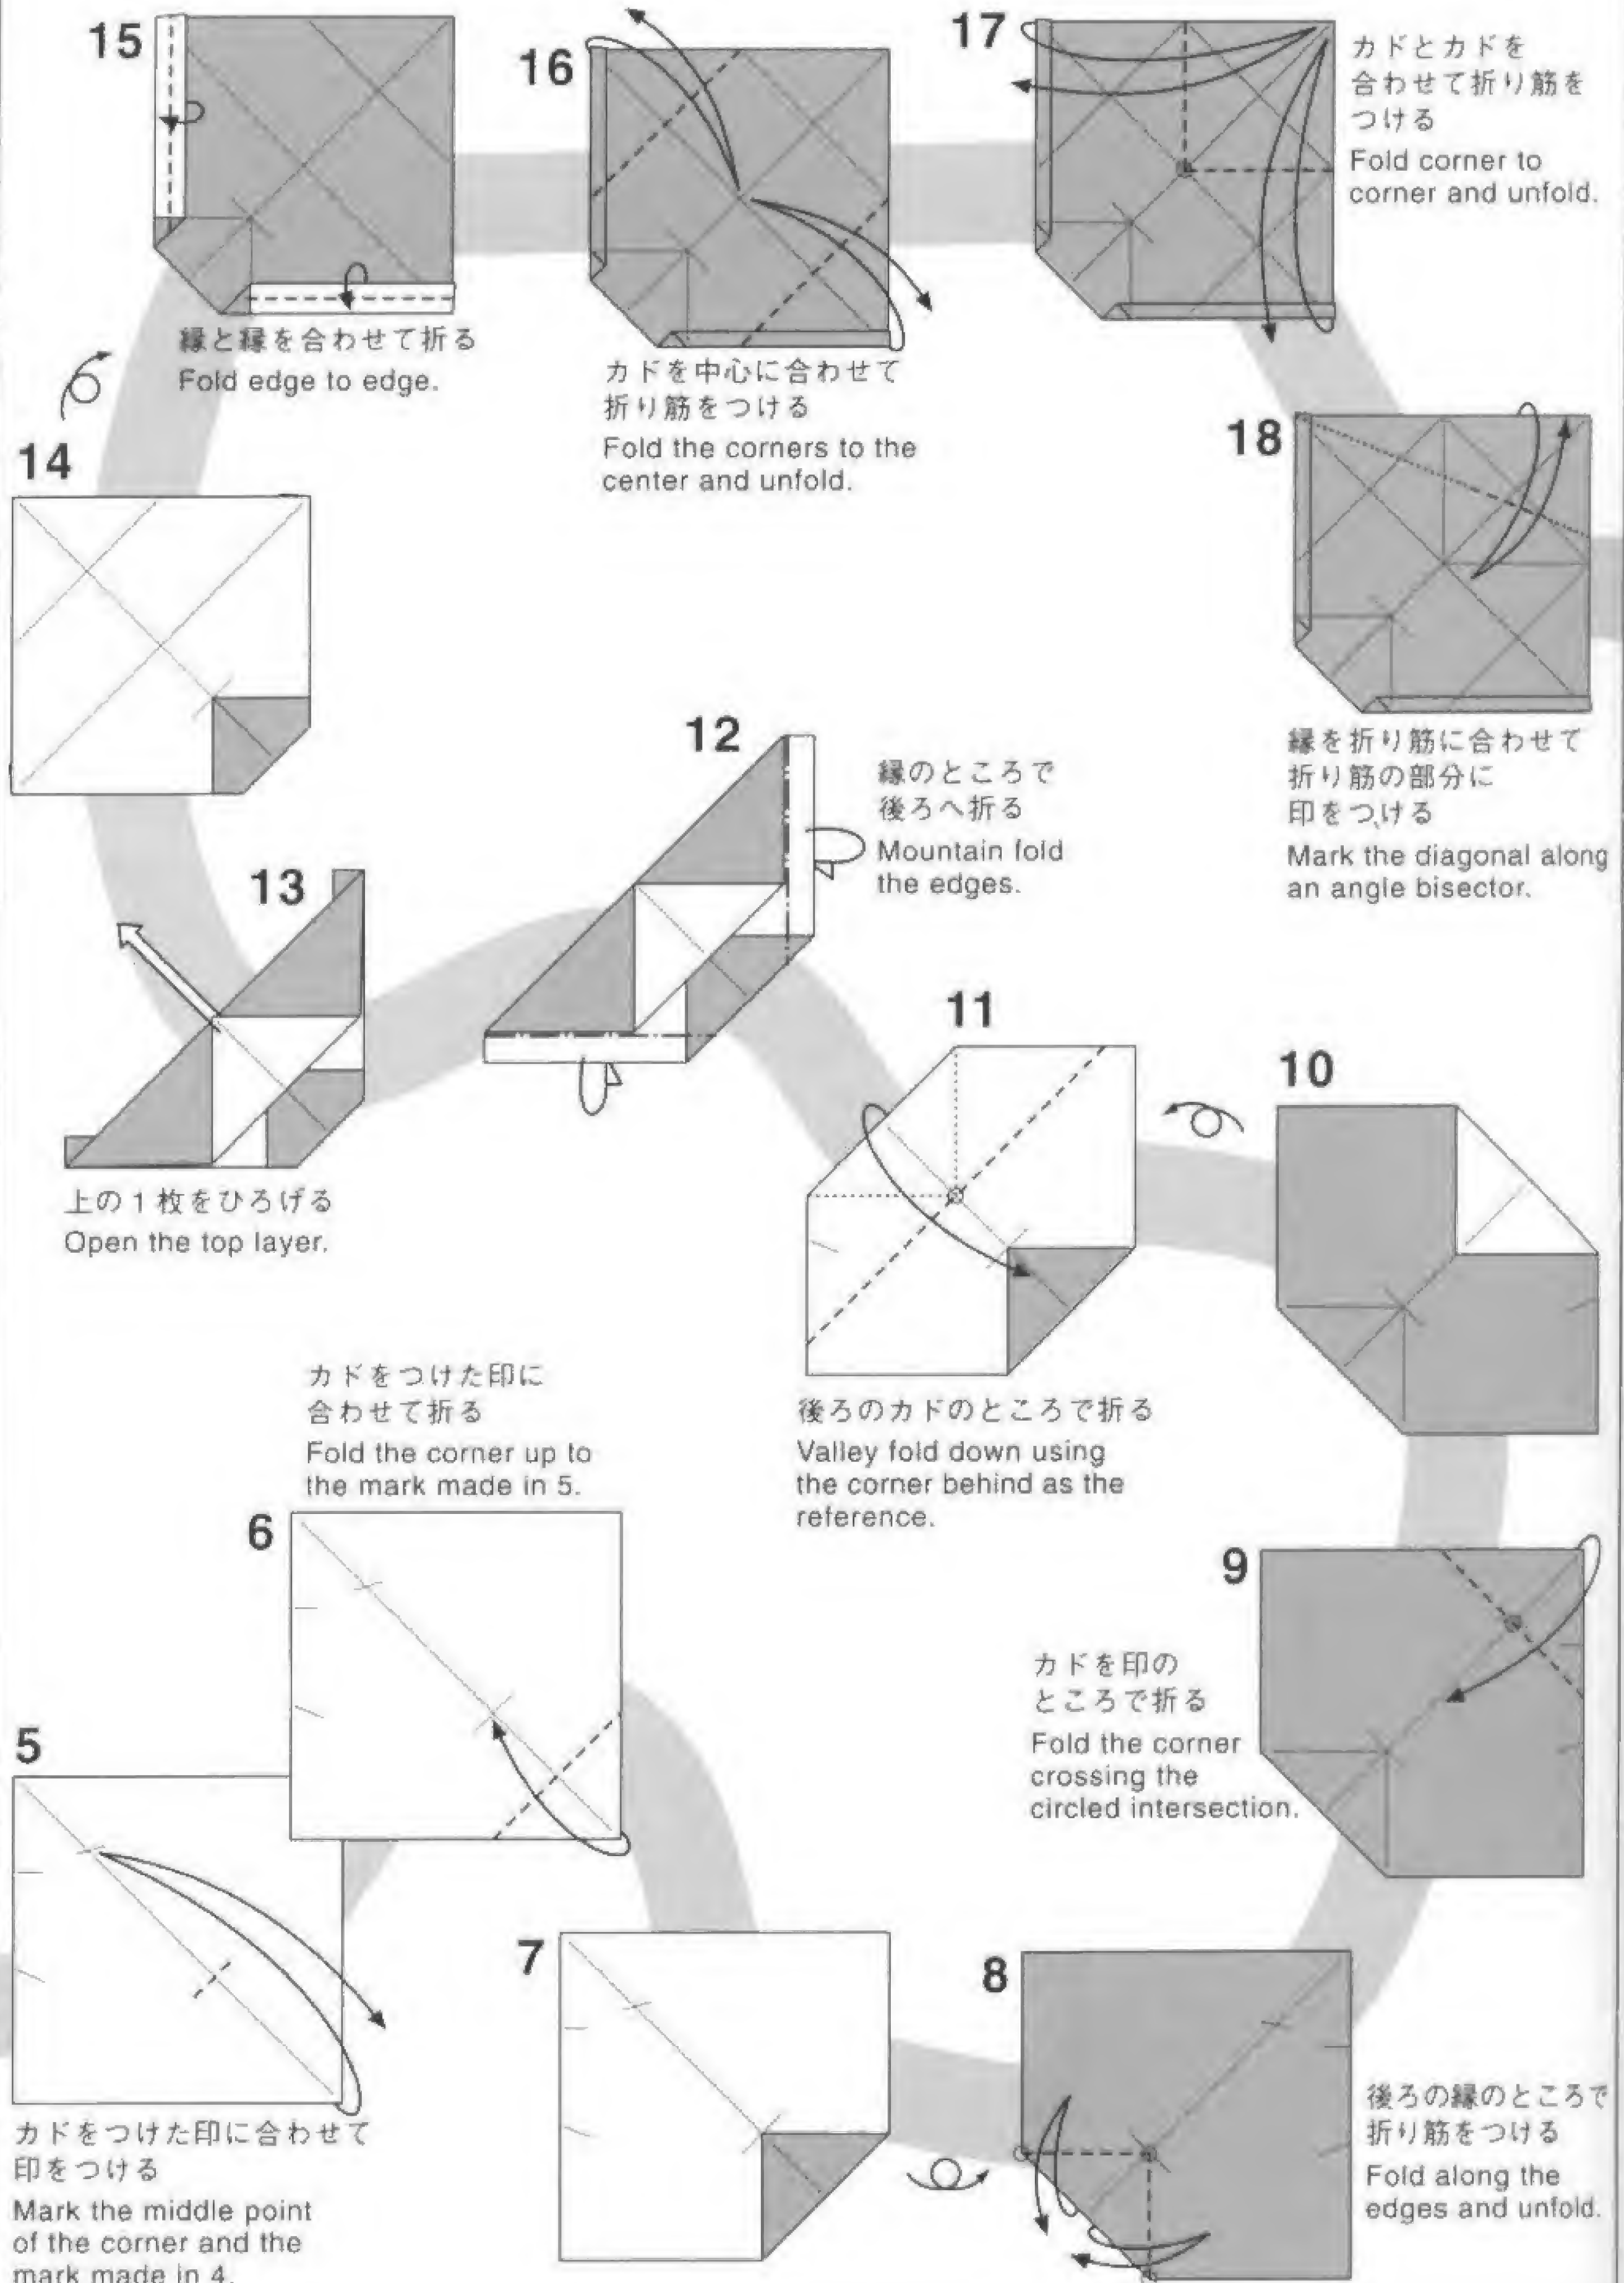 5
カドをつけた印に合わせて
印をつける
Mark the middle point
of the corner and the
mark made in 4.
6
カドをつけた印に
合わせて折る
Fold the corner up to
the mark made in 5.
7
8
後ろの縁のところで
折り筋をつける
Fold along the
edges and unfold.
9
カドを印の
ところで折る
Fold the corner
crossing the
circled intersection.
10
11
後ろのカドのところで折る
Valley fold down using
the corner behind as the
reference.
12
縁のところで
後ろへ折る
Mountain fold
the edges.
13
上の1枚をひろげる
Open the top layer.
14
15
縁と縁を合わせて折る
Fold edge to edge.
16
カドを中心に合わせて
折り筋をつける
Fold the corners to the
center and unfold.
17
カドとカドを
合わせて折り筋を
つける
Fold corner to
corner and unfold.
18
縁を折り筋に合わせて
折り筋の部分に
印をつける
Mark the diagonal along
an angle bisector.